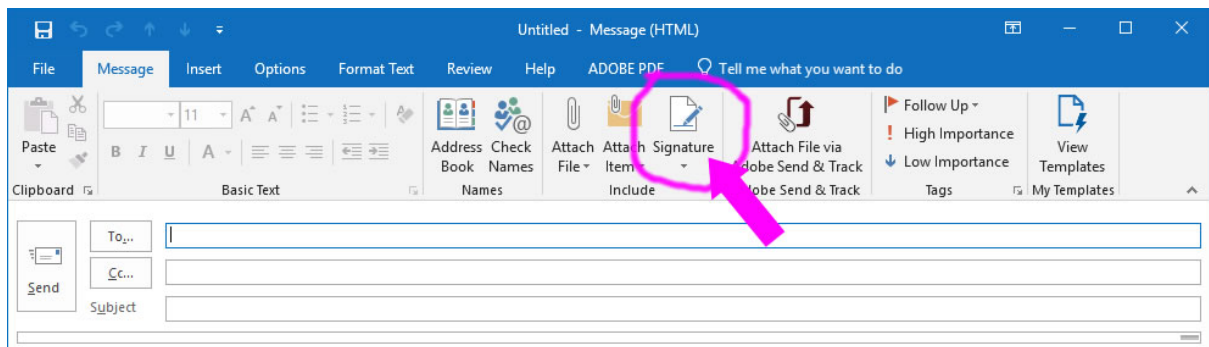 Untitled - Message (HTML)
File Message Insert Options Format Text Review Help ADOBE PDF Tell me what you want to do
Paste
Clipboard
11
B I U A
Basic Text
Address Book
Check Names
Names
Attach File
Attach Item
Signature
Include
Attach File via
Adobe Send & Track
Adobe Send & Track
Follow Up
High Importance
Low Importance
Tags
View
Templates
My Templates
Send
To...
Cc...
Subject